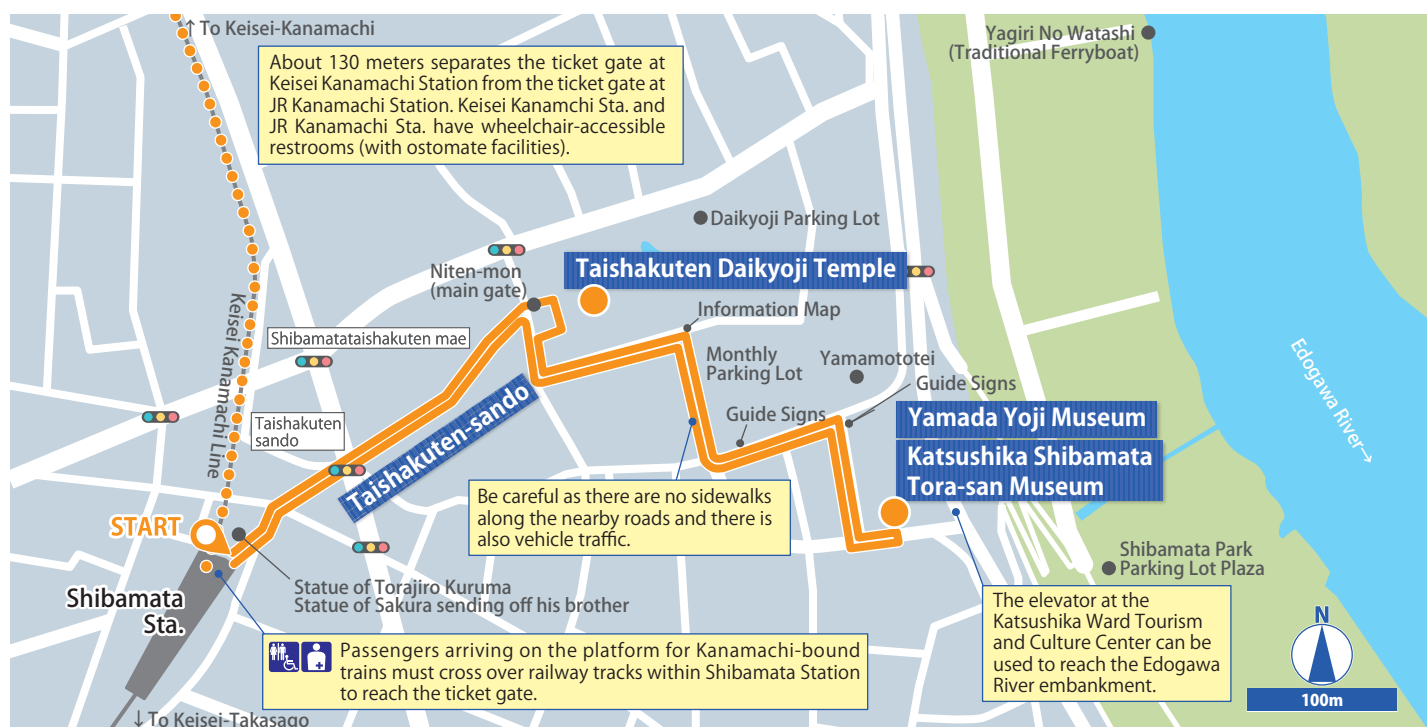 ↑ To Keisei-Kanamachi
About 130 meters separates the ticket gate at
Keisei Kanamachi Station from the ticket gate at
JR Kanamachi Station. Keisei Kanamchi Sta. and
JR Kanamachi Sta. have wheelchair-accessible
restrooms (with ostomate facilities).
Yagiri No Watashi
(Traditional Ferryboat)
Daikyoji Parking Lot
Niten-mon
(main gate)
Taishakuten Daikyoji Temple
Information Map
Shibamatataishakuten mae
Monthly
Parking Lot
Yamamototei
Guide Signs
Guide Signs
Keisei Kanamachi Line
Taishakuten
sando
Taishakuten-sando
Yamada Yoji Museum
Katsushika Shibamata
Tora-san Museum
Edogawa River→
Be careful as there are no sidewalks
along the nearby roads and there is
also vehicle traffic.
START
Shibamata
Sta.
Statue of Torajiro Kuruma
Statue of Sakura sending off his brother
Shibamata Park
Parking Lot Plaza
The elevator at the
Katsushika Ward Tourism
and Culture Center can be
used to reach the Edogawa
River embankment.
Passengers arriving on the platform for Kanamachi-bound
trains must cross over railway tracks within Shibamata Station
to reach the ticket gate.
N
100m
↓ To Keisei-Takasago